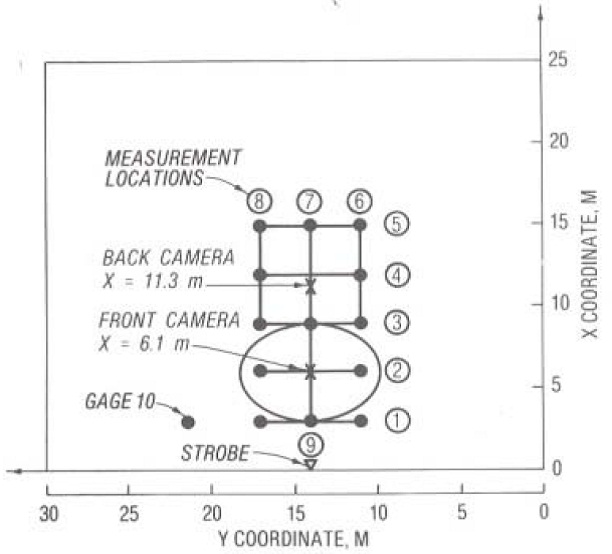 25
20
MEASUREMENT
LOCATIONS
8 7 6
15
5
BACK CAMERA
X = 11.3 m
4
10
FRONT CAMERA
X = 6.1 m
3
2
5
GAGE 10
1
9
STROBE
0
X COORDINATE, M
30 25 20 15 10 5 0
Y COORDINATE, M